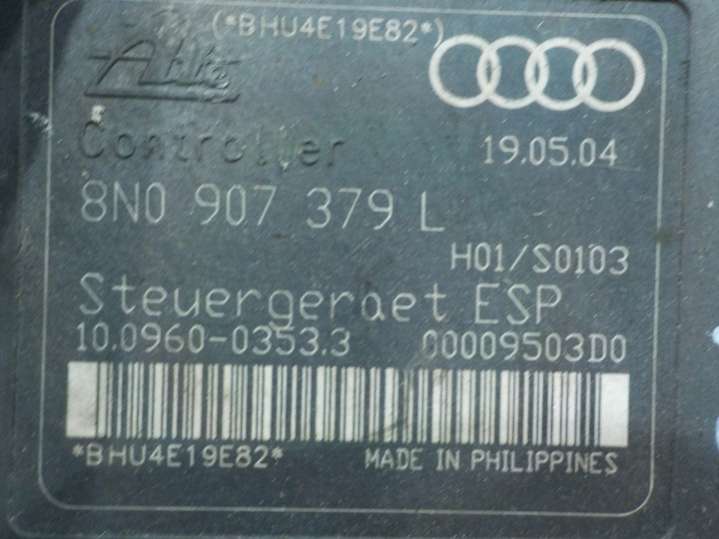 (*BHU4E19E82*)
Ate
Controller
19.05.04
8N0 907 379 L
H01/S0103
Steuergeraet ESP
10.0960-0353.3 00009503D0
*BHU4E19E82* MADE IN PHILIPPINES